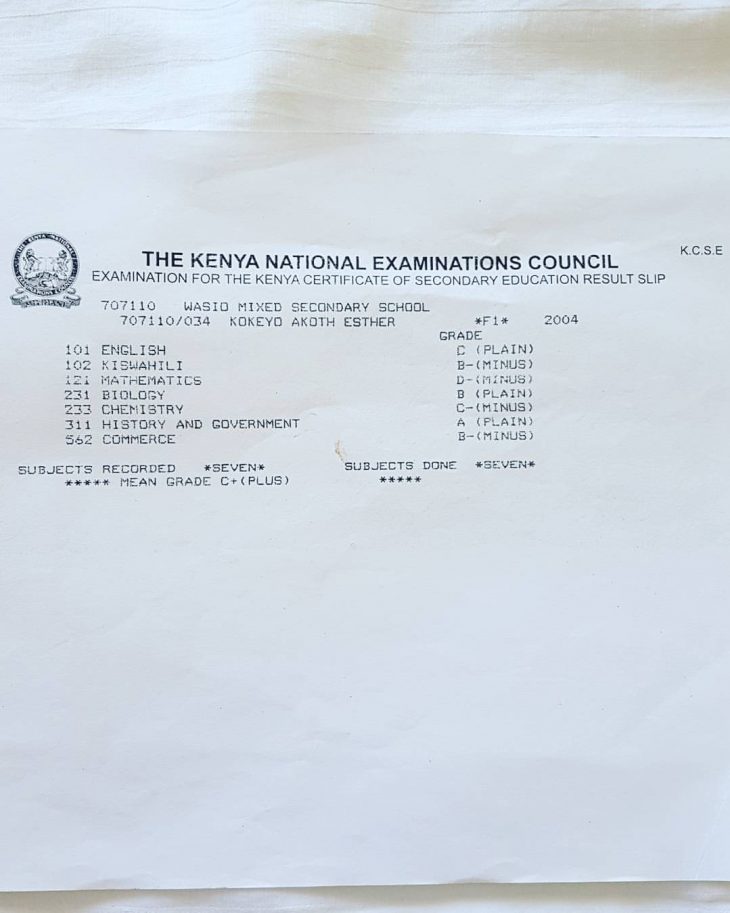 K.C.S.E
THE KENYA NATIONAL EXAMINATIONS COUNCIL
EXAMINATION FOR THE KENYA CERTIFICATE OF SECONDARY EDUCATION RESULT SLIP
707110 WASIO MIXED SECONDARY SCHOOL
707110/034 KOKEYO AKOTH ESTHER *F1* 2004
GRADE
101 ENGLISH C (PLAIN)
102 KISWAHILI B-(MINUS)
121 MATHEMATICS D-(MINUS)
231 BIOLOGY B (PLAIN)
233 CHEMISTRY C-(MINUS)
311 HISTORY AND GOVERNMENT A (PLAIN)
562 COMMERCE B-(MINUS)
SUBJECTS RECORDED *SEVEN* SUBJECTS DONE *SEVEN*
***** MEAN GRADE C+(PLUS) *****